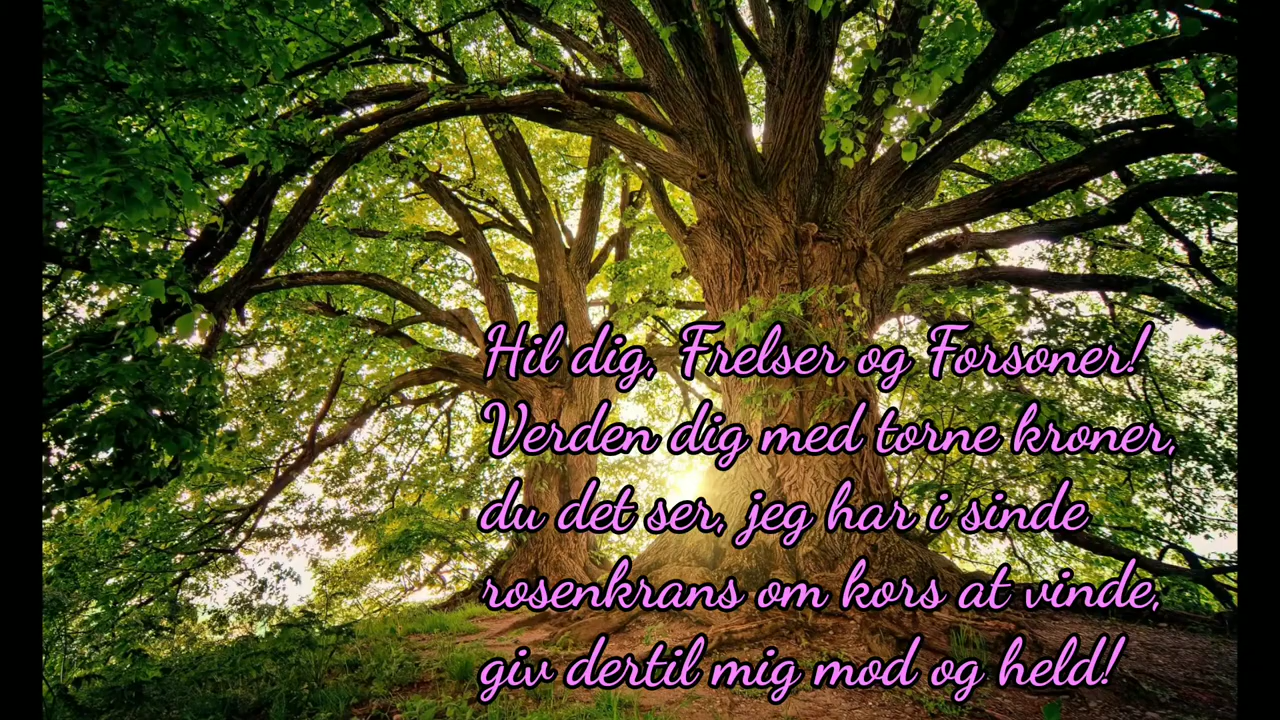 Hil dig, Frelser og Forsoner!
Verden dig med torne kroner,
du det ser, jeg har i sinde
rosenkrans om kors at vinde,
giv dertil mig mod og held!